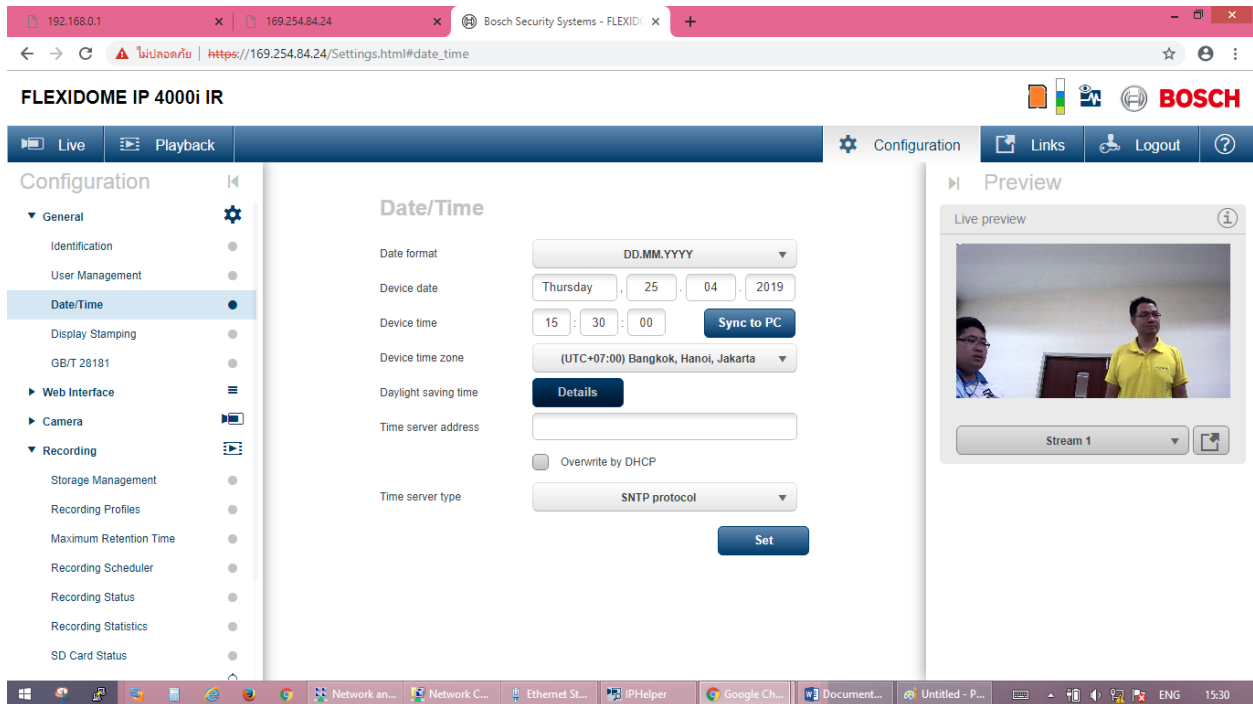 192.168.0.1
169.254.84.24
Bosch Security Systems - FLEXID
ไม่ปลอดภัย | https://169.254.84.24/Settings.html#date_time
FLEXIDOME IP 4000i IR
BOSCH
Live
Playback
Configuration
Links
Logout
Configuration
General
Identification
User Management
Date/Time
Display Stamping
GB/T 28181
Web Interface
Camera
Recording
Storage Management
Recording Profiles
Maximum Retention Time
Recording Scheduler
Recording Status
Recording Statistics
SD Card Status
Date/Time
Date format DD.MM.YYYY
Device date Thursday , 25 . 04 . 2019
Device time 15 : 30 : 00 Sync to PC
Device time zone (UTC+07:00) Bangkok, Hanoi, Jakarta
Daylight saving time Details
Time server address
Overwrite by DHCP
Time server type SNTP protocol
Set
Preview
Live preview
Stream 1
Network an... Network C... Ethernet St... IPHelper Google Ch... Document... Untitled - P... ENG 15:30